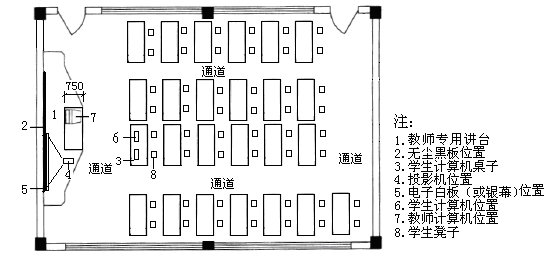 通道
750
1
7
2
6
3
8
4
通道
通道
通道
5
注:
1.教师专用讲台
2.无尘黑板位置
3.学生计算机桌子
4.投影机位置
5.电子白板(或银幕)位置
6.学生计算机位置
7.教师计算机位置
8.学生凳子